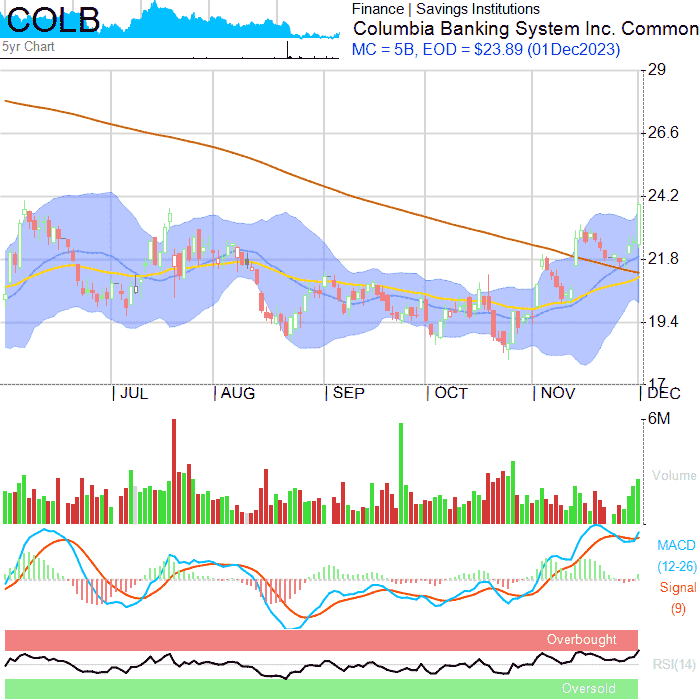 COLB
5yr Chart
Finance | Savings Institutions
Columbia Banking System Inc. Common
MC = 5B, EOD = $23.89 (01Dec2023)
29
26.6
24.2
21.8
19.4
17
JUL
AUG
SEP
OCT
NOV
DEC
6M
Volume
MACD
(12-26)
Signal
(9)
Overbought
RSI(14)
Oversold